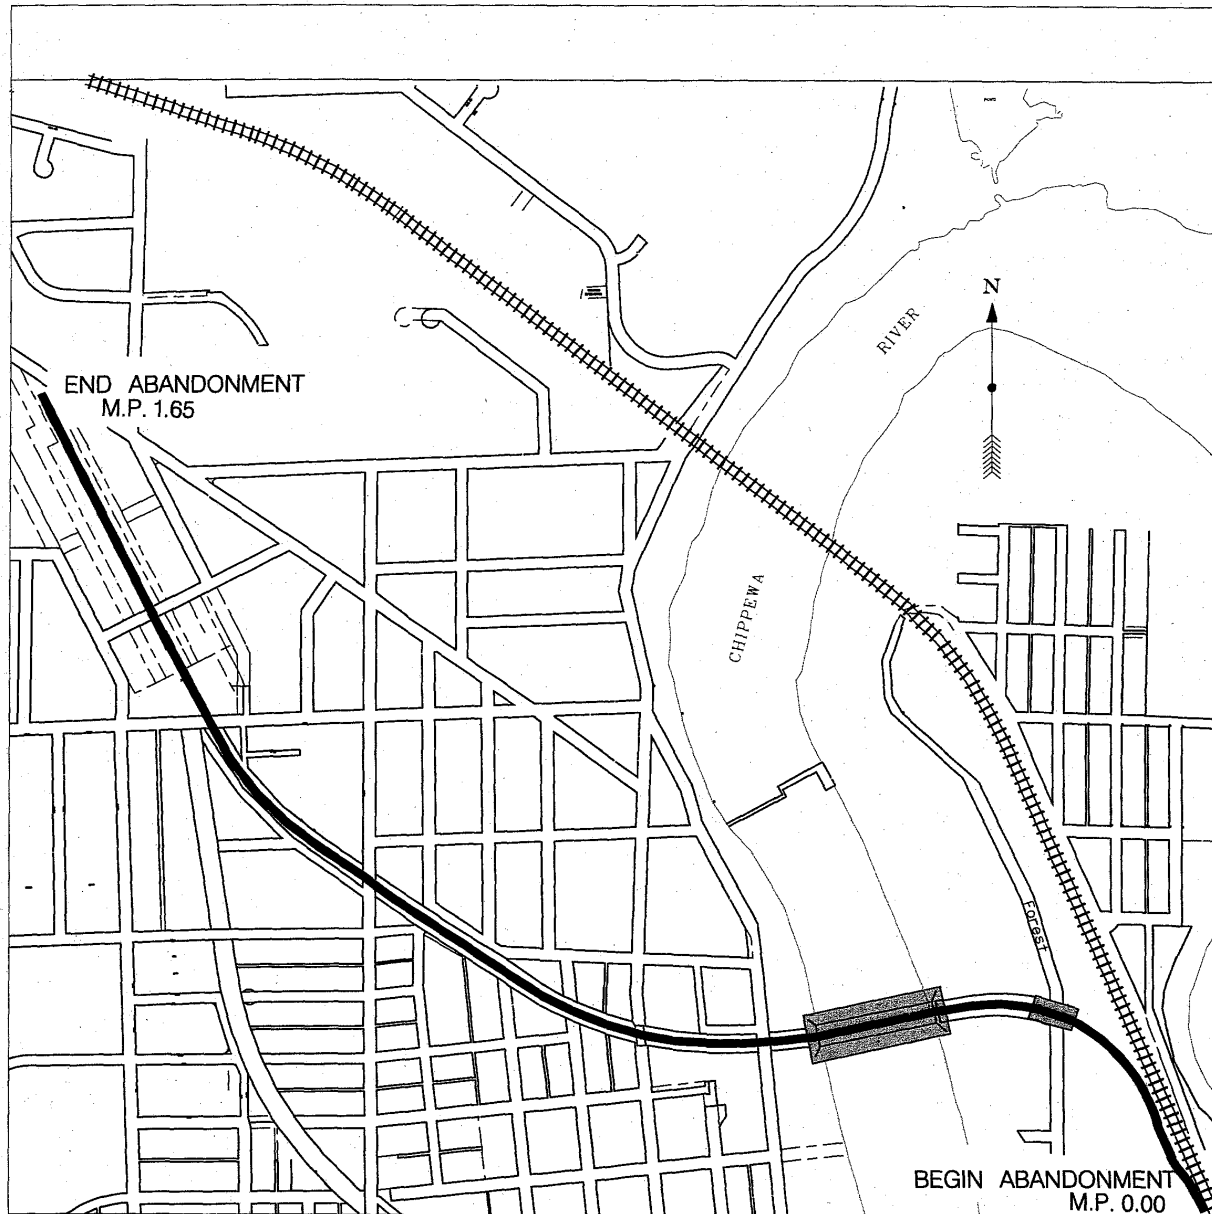 N
RIVER
END ABANDONMENT
M.P. 1.65
CHIPPEWA
Forest
BEGIN ABANDONMENT
M.P. 0.00